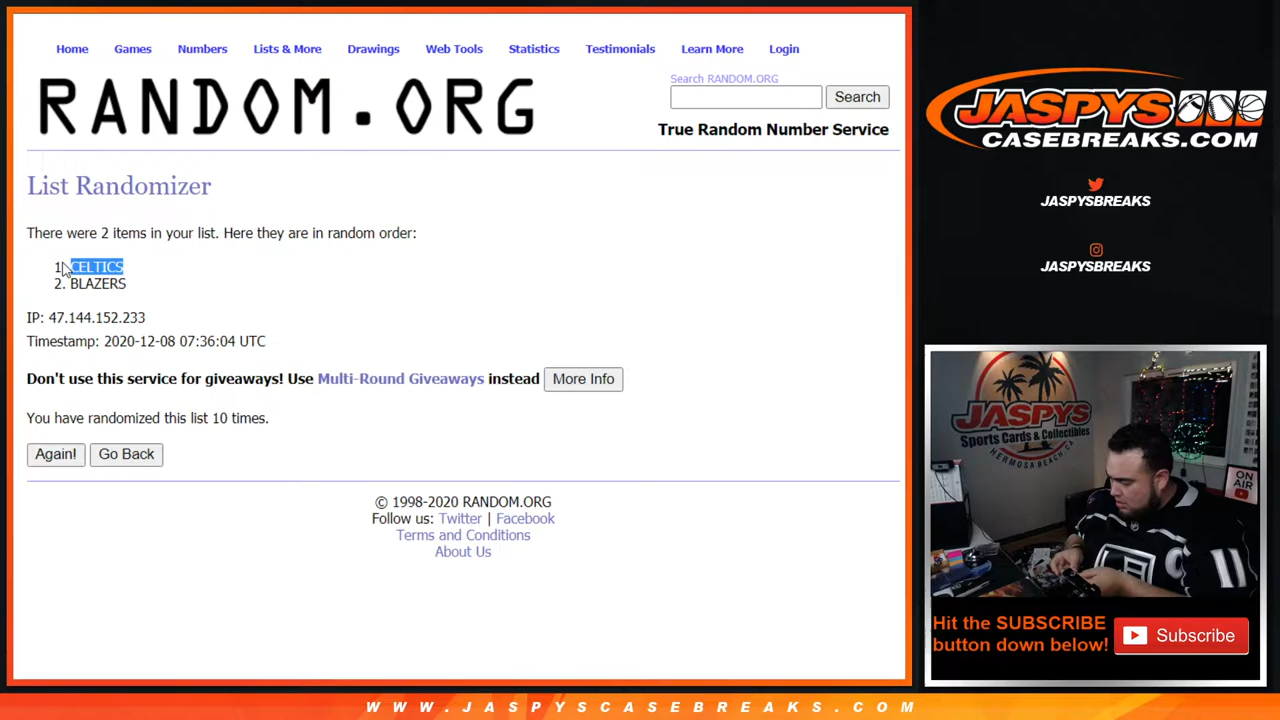 Home Games Numbers Lists & More Drawings Web Tools Statistics Testimonials Learn More Login
RANDOM.ORG
Search RANDOM.ORG
Search
True Random Number Service
List Randomizer
There were 2 items in your list. Here they are in random order:
1. CELTICS
2. BLAZERS
IP: 47.144.152.233
Timestamp: 2020-12-08 07:36:04 UTC
Don't use this service for giveaways! Use Multi-Round Giveaways instead More Info
You have randomized this list 10 times.
Again! Go Back
© 1998-2020 RANDOM.ORG
Follow us: Twitter | Facebook
Terms and Conditions
About Us
JASPYS
CASEBREAKS.COM
JASPYSBREAKS
JASPYSBREAKS
JASPYS
Sports Cards & Collectibles
HERMOSA BEACH CA
ON AIR
Hit the SUBSCRIBE
button down below!
Subscribe
WWW.JASPYSCASEBREAKS.COM